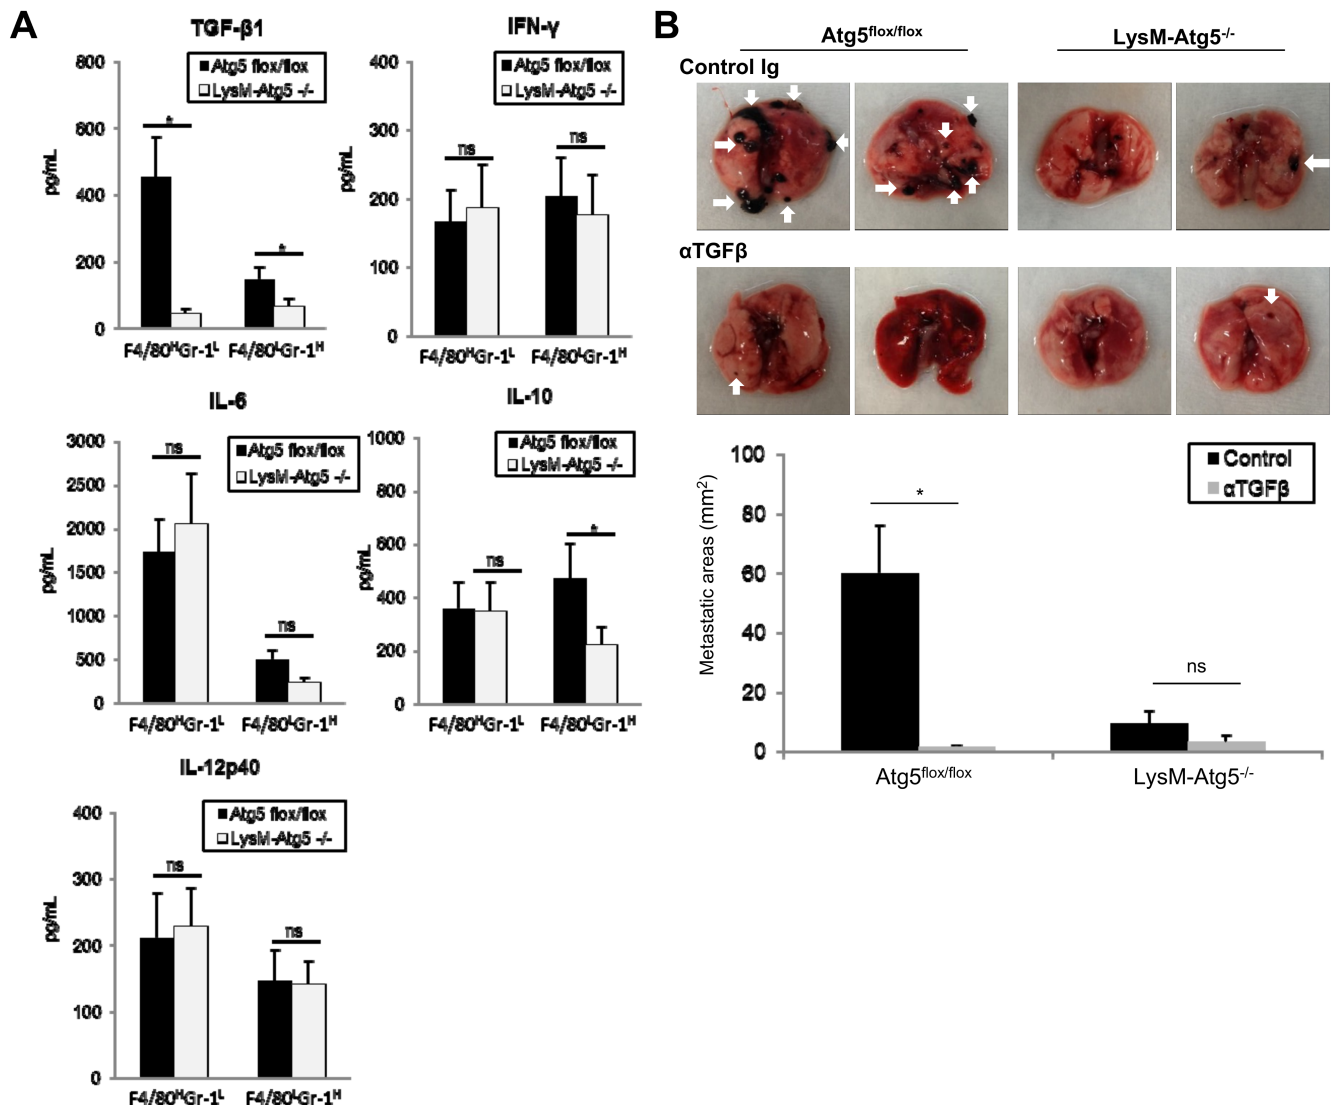 A
TGF-β1
Atg5 flox/flox
LysM-Atg5 -/-
pg/mL
800
600
400
200
0
*
*
F4/80ᴴGr-1ᴸ
F4/80ᴸGr-1ᴴ
IFN-γ
Atg5 flox/flox
LysM-Atg5 -/-
pg/mL
400
300
200
100
0
ns
ns
F4/80ᴴGr-1ᴸ
F4/80ᴸGr-1ᴴ
IL-6
Atg5 flox/flox
LysM-Atg5 -/-
pg/mL
3000
2500
2000
1500
1000
500
0
ns
ns
F4/80ᴴGr-1ᴸ
F4/80ᴸGr-1ᴴ
IL-10
Atg5 flox/flox
LysM-Atg5 -/-
pg/mL
1000
800
600
400
200
0
ns
*
F4/80ᴴGr-1ᴸ
F4/80ᴸGr-1ᴴ
IL-12p40
Atg5 flox/flox
LysM-Atg5 -/-
pg/mL
400
300
200
100
0
ns
ns
F4/80ᴴGr-1ᴸ
F4/80ᴸGr-1ᴴ
B
Atg5flox/flox
LysM-Atg5-/-
Control Ig
αTGFβ
Metastatic areas (mm²)
100
80
60
40
20
0
Control
αTGFβ
*
ns
Atg5flox/flox
LysM-Atg5-/-